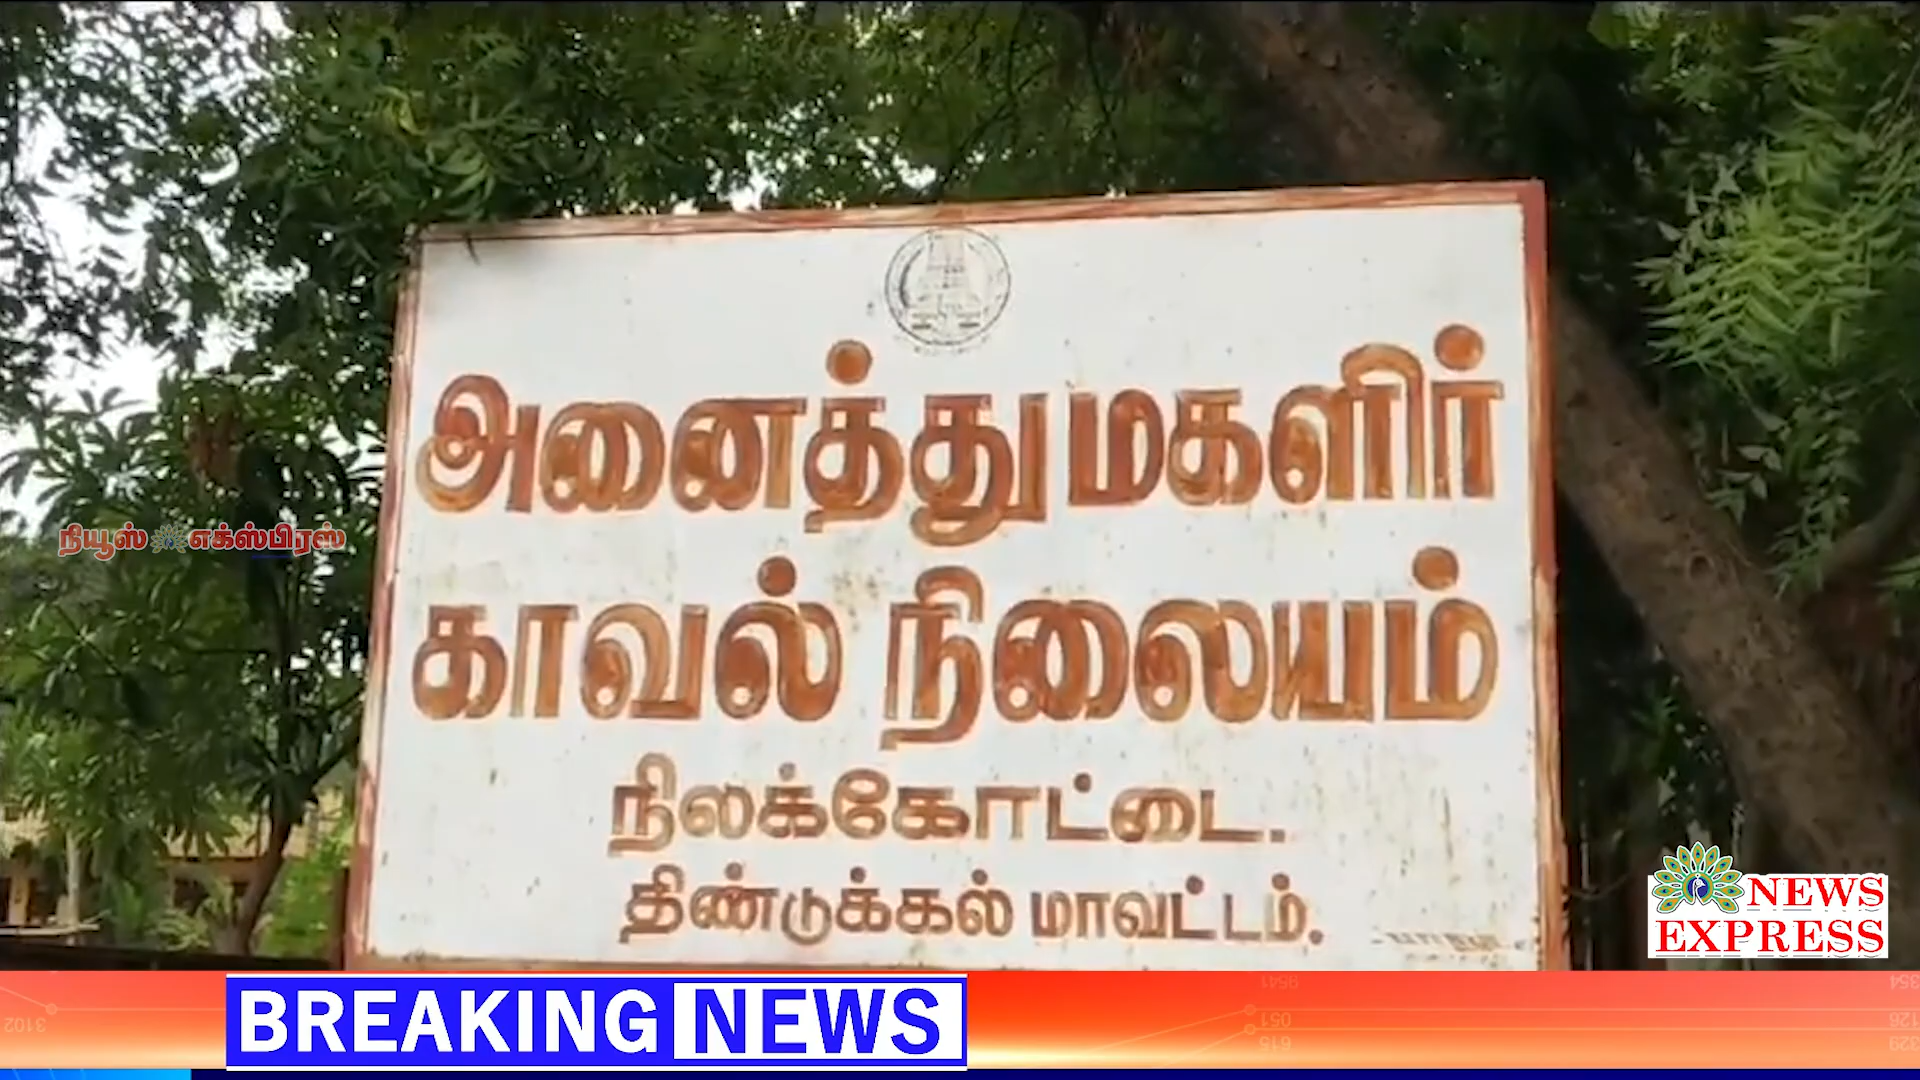 அனைத்து மகளிர்
காவல் நிலையம்
நிலக்கோட்டை.
திண்டுக்கல் மாவட்டம்.
நியூஸ் எக்ஸ்பிரஸ்
NEWS
EXPRESS
BREAKING NEWS